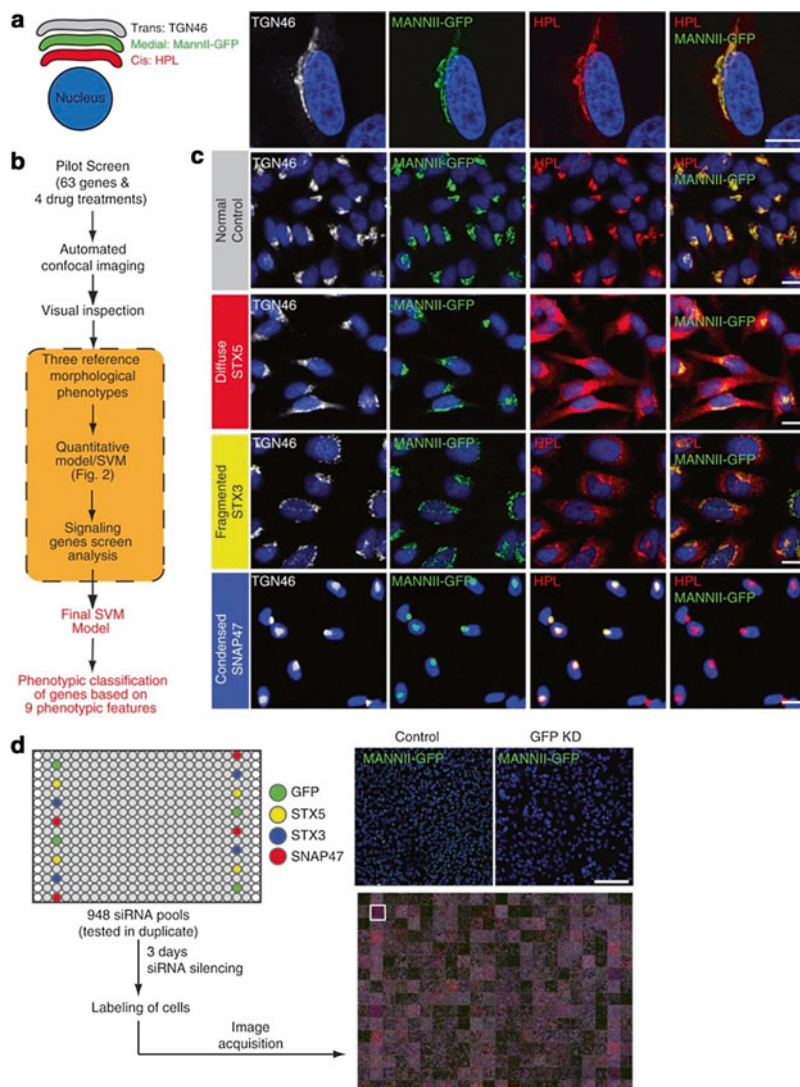 a
Trans: TGN46
Medial: MannII-GFP
Cis: HPL
Nucleus
TGN46
MANNII-GFP
HPL
HPL
MANNII-GFP
b
Pilot Screen
(63 genes &
4 drug treatments)
Automated
confocal imaging
Visual inspection
Three reference
morphological
phenotypes
Quantitative
model/SVM
(Fig. 2)
Signaling
genes screen
analysis
Final SVM
Model
Phenotypic classification
of genes based on
9 phenotypic features
c
Normal
Control
TGN46
MANNII-GFP
HPL
HPL
MANNII-GFP
Diffuse
STX5
TGN46
MANNII-GFP
HPL
HPL
MANNII-GFP
Fragmented
STX3
TGN46
MANNII-GFP
HPL
HPL
MANNII-GFP
Condensed
SNAP47
TGN46
MANNII-GFP
HPL
HPL
MANNII-GFP
d
GFP
STX5
STX3
SNAP47
948 siRNA pools
(tested in duplicate)
3 days
siRNA silencing
Labeling of cells
Image
acquisition
Control
GFP KD
MANNII-GFP
MANNII-GFP